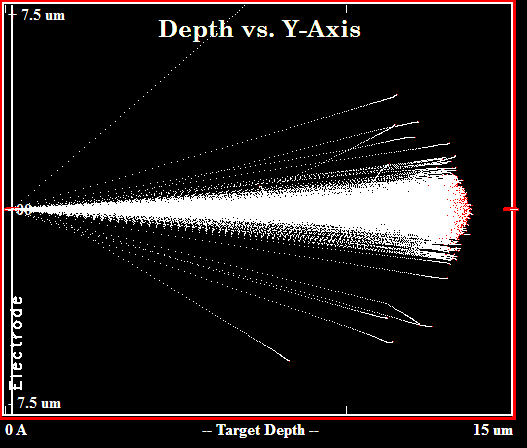 - 7.5 um
Depth vs. Y-Axis
Electrode
- 7.5 um
0 A
-- Target Depth --
15 um